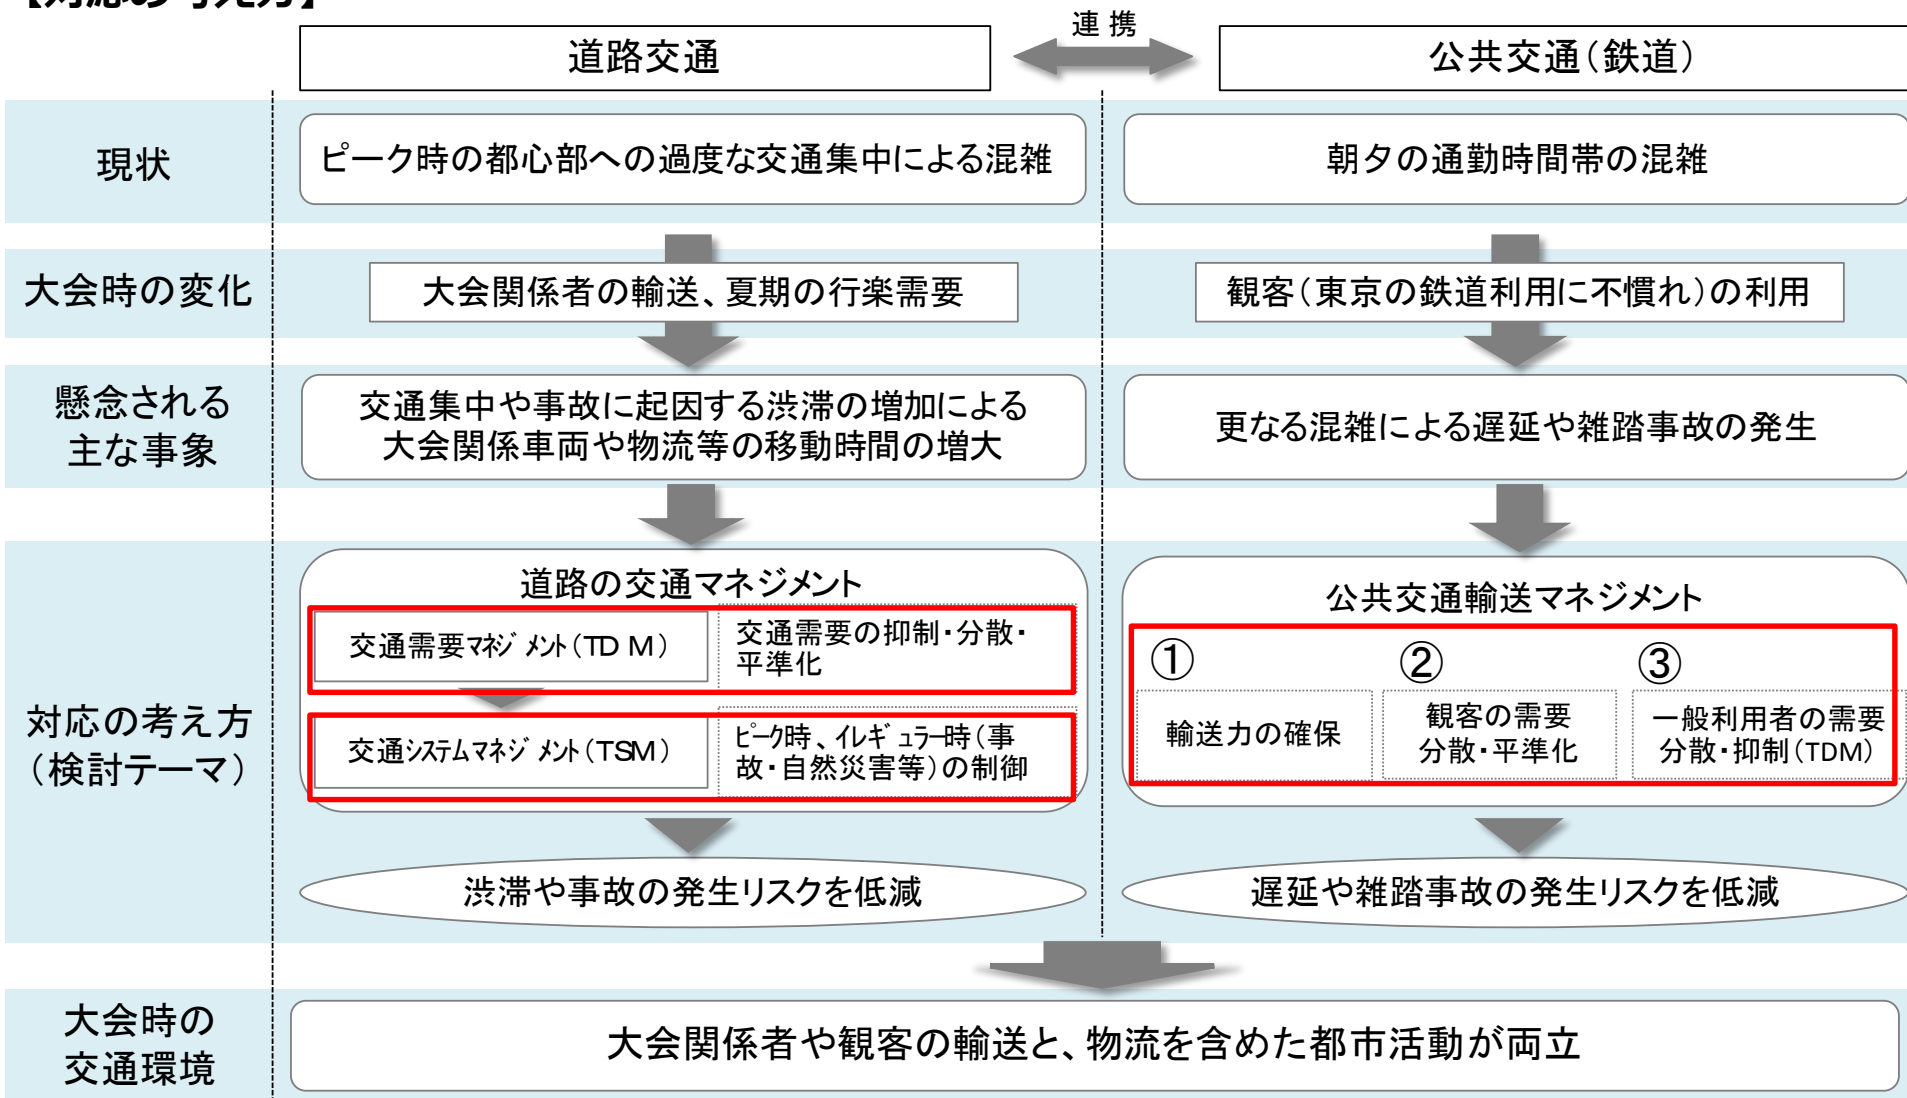 【対応の考え方】
連 携
道路交通
公共交通（鉄道）
現状
ピーク時の都心部への過度な交通集中による混雑
朝夕の通勤時間帯の混雑
大会時の変化
大会関係者の輸送、夏期の行楽需要
観客（東京の鉄道利用に不慣れ）の利用
懸念される
主な事象
交通集中や事故に起因する渋滞の増加による
大会関係車両や物流等の移動時間の増大
更なる混雑による遅延や雑踏事故の発生
対応の考え方
（検討テーマ）
道路の交通マネジメント
交通需要マネジメント（TDM）
交通需要の抑制・分散・
平準化
交通システムマネジメント（TSM）
ピーク時、イレギュラー時（事
故・自然災害等）の制御
公共交通輸送マネジメント
①
輸送力の確保
②
観客の需要
分散・平準化
③
一般利用者の需要
分散・抑制（TDM）
渋滞や事故の発生リスクを低減
遅延や雑踏事故の発生リスクを低減
大会時の
交通環境
大会関係者や観客の輸送と、物流を含めた都市活動が両立